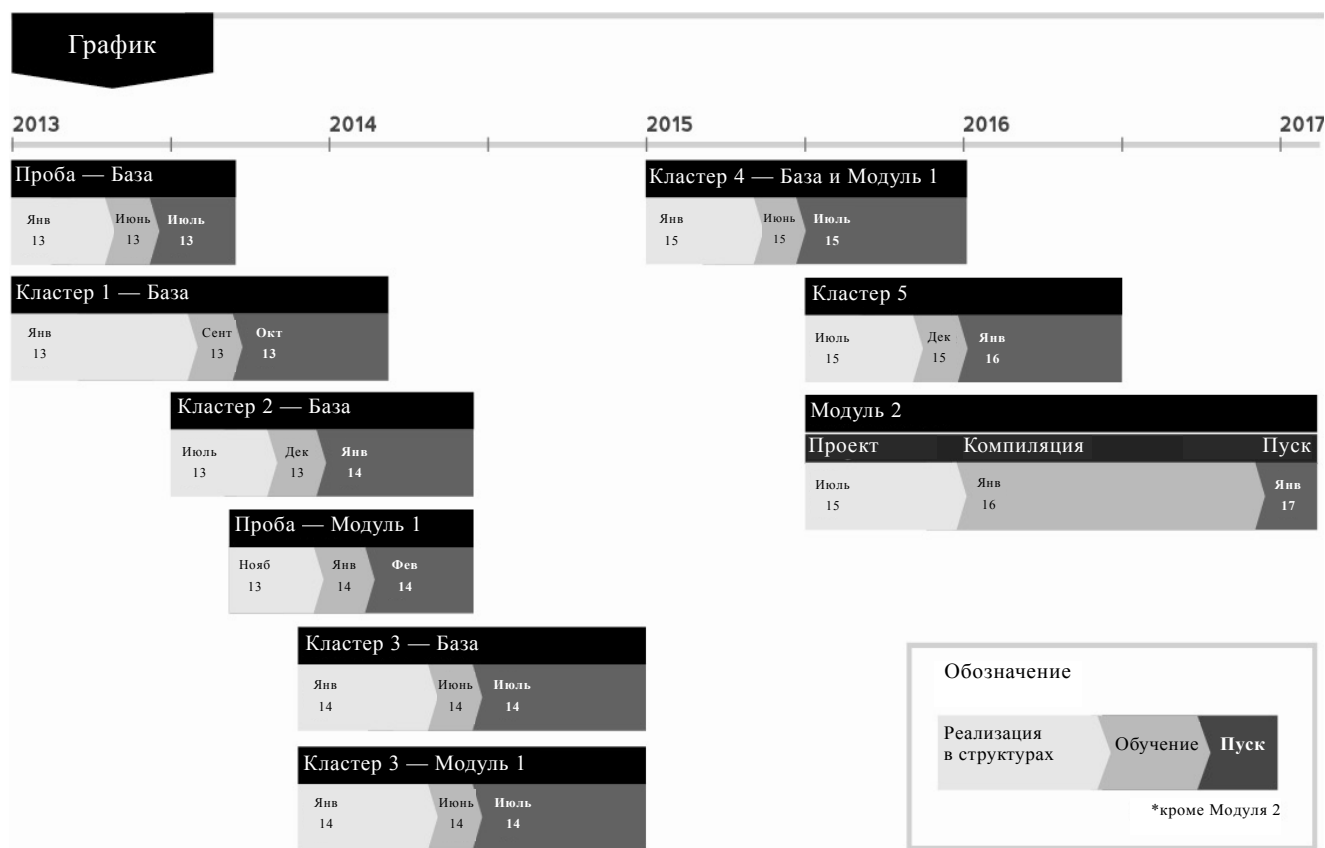 График
2013 2014 2015 2016 2017
Проба — База
Янв 13
Июнь 13
Июль 13
Кластер 1 — База
Янв 13
Сент 13
Окт 13
Кластер 2 — База
Июль 13
Дек 13
Янв 14
Проба — Модуль 1
Нояб 13
Янв 14
Фев 14
Кластер 3 — База
Янв 14
Июнь 14
Июль 14
Кластер 3 — Модуль 1
Янв 14
Июнь 14
Июль 14
Кластер 4 — База и Модуль 1
Янв 15
Июнь 15
Июль 15
Кластер 5
Июль 15
Дек 15
Янв 16
Модуль 2
Проект Компиляция Пуск
Июль 15
Янв 16
Янв 17
Обозначение
Реализация
в структурах
Обучение
Пуск
*кроме Модуля 2